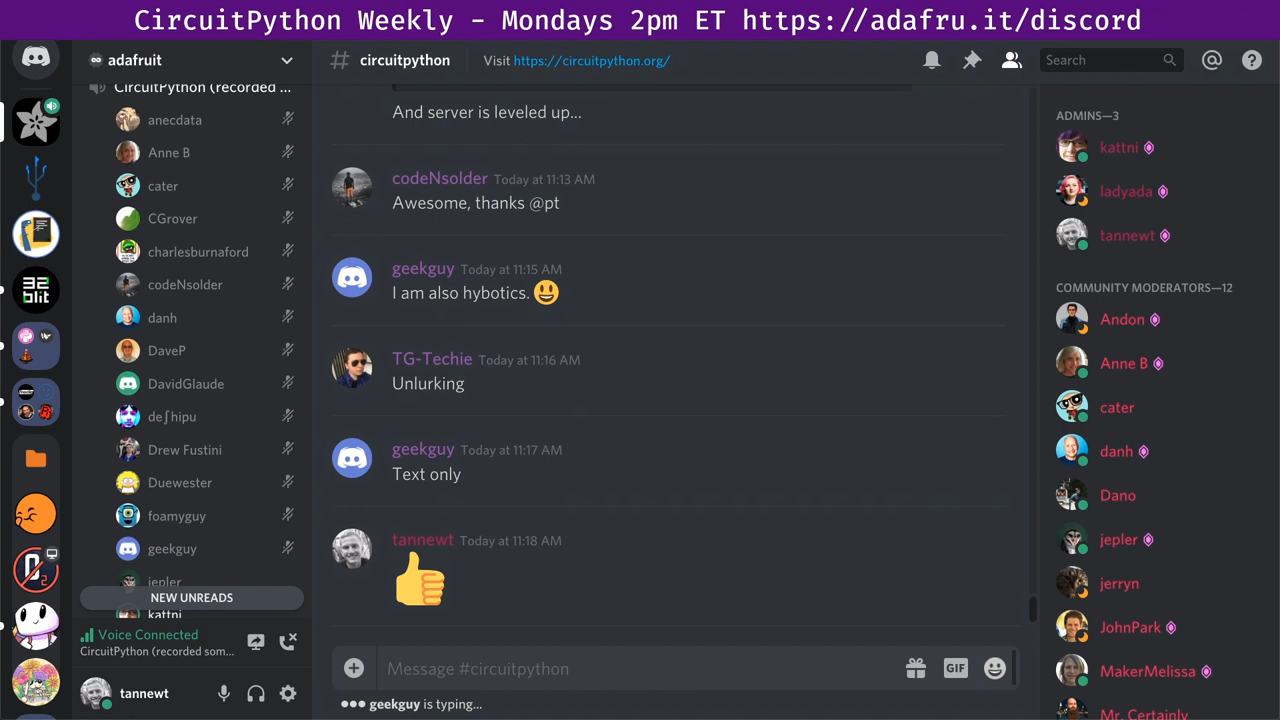 CircuitPython Weekly - Mondays 2pm ET https://adafru.it/discord
adafruit
CircuitPython (recorded ...
anecdata
Anne B
cater
CGrover
charlesburnaford
codeNsolder
danh
DaveP
DavidGlaude
de∫hipu
Drew Fustini
Duewester
foamyguy
geekguy
jepler
NEW UNREADS
kattni
Voice Connected
CircuitPython (recorded som...
tannewt
# circuitpython
Visit https://circuitpython.org/
Search
And server is leveled up...
codeNsolder Today at 11:13 AM
Awesome, thanks @pt
geekguy Today at 11:15 AM
I am also hybotics. 😃
TG-Techie Today at 11:16 AM
Unlurking
geekguy Today at 11:17 AM
Text only
tannewt Today at 11:18 AM
👍
Message #circuitpython
GIF
geekguy is typing...
ADMINS—3
kattni
ladyada
tannewt
COMMUNITY MODERATORS—12
Andon
Anne B
cater
danh
Dano
jepler
jerryn
JohnPark
MakerMelissa
Mr. Certainly
32
blit